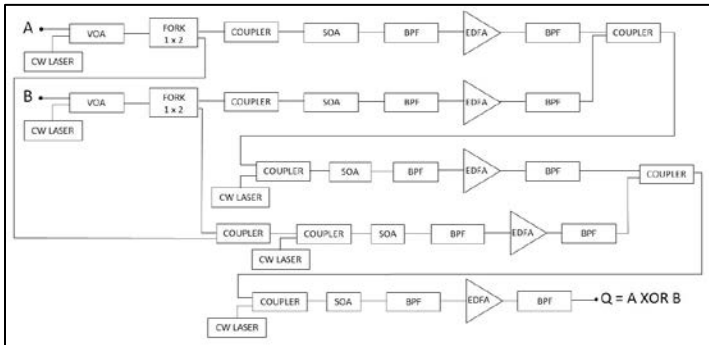 A
VOA
FORK
1 x 2
COUPLER
SOA
BPF
EDFA
BPF
COUPLER
CW LASER
B
VOA
FORK
1 x 2
COUPLER
SOA
BPF
EDFA
BPF
CW LASER
COUPLER
SOA
BPF
EDFA
BPF
COUPLER
CW LASER
COUPLER
COUPLER
SOA
BPF
EDFA
BPF
CW LASER
COUPLER
SOA
BPF
EDFA
BPF
Q = A XOR B
CW LASER